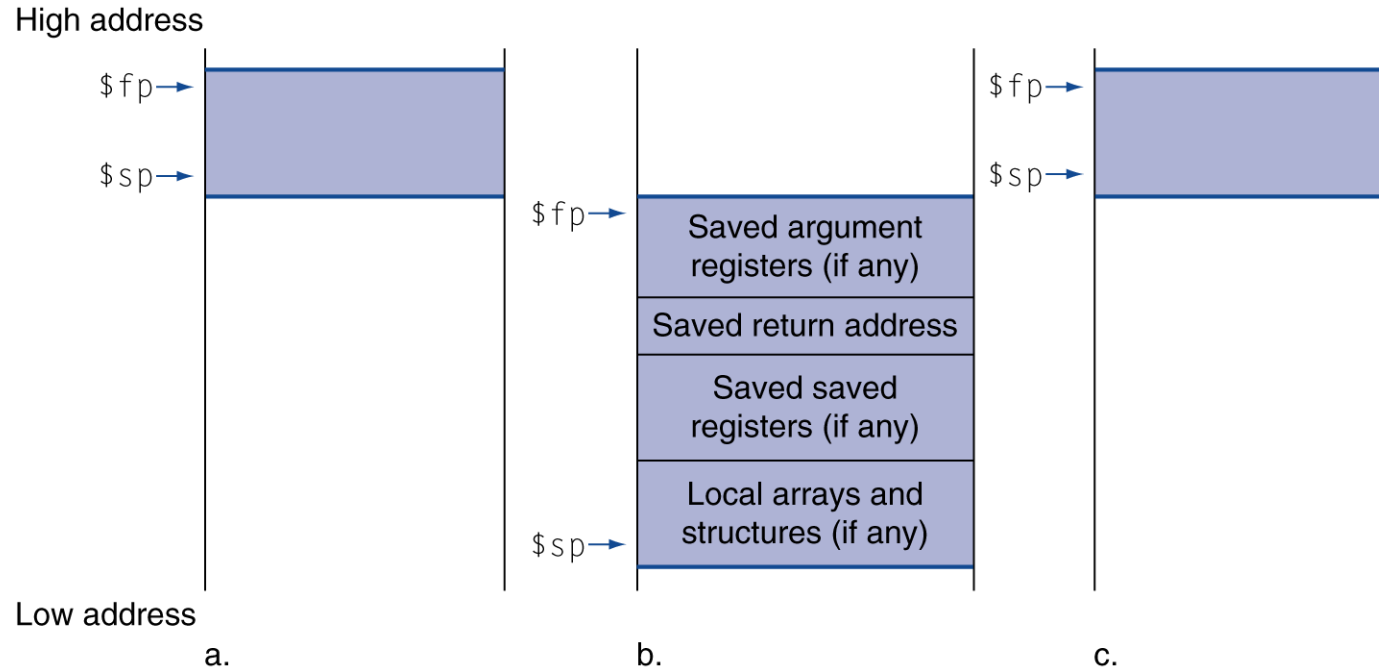 High address
$fp
$sp
$fp
Saved argument
registers (if any)
Saved return address
Saved saved
registers (if any)
Local arrays and
structures (if any)
$sp
$fp
$sp
Low address
a.
b.
c.